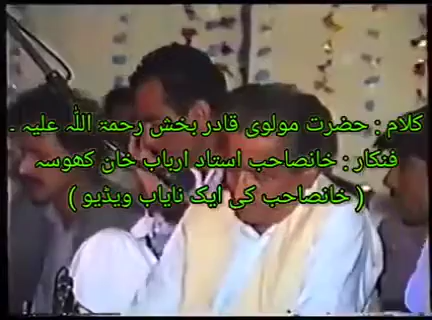 کلام : حضرت مولوی قادر بخش رحمۃ اللہ علیہ ۔
فنکار : خانصاحب استاد ارباب خان کھوسہ
( خانصاحب کی ایک نایاب ویڈیو )